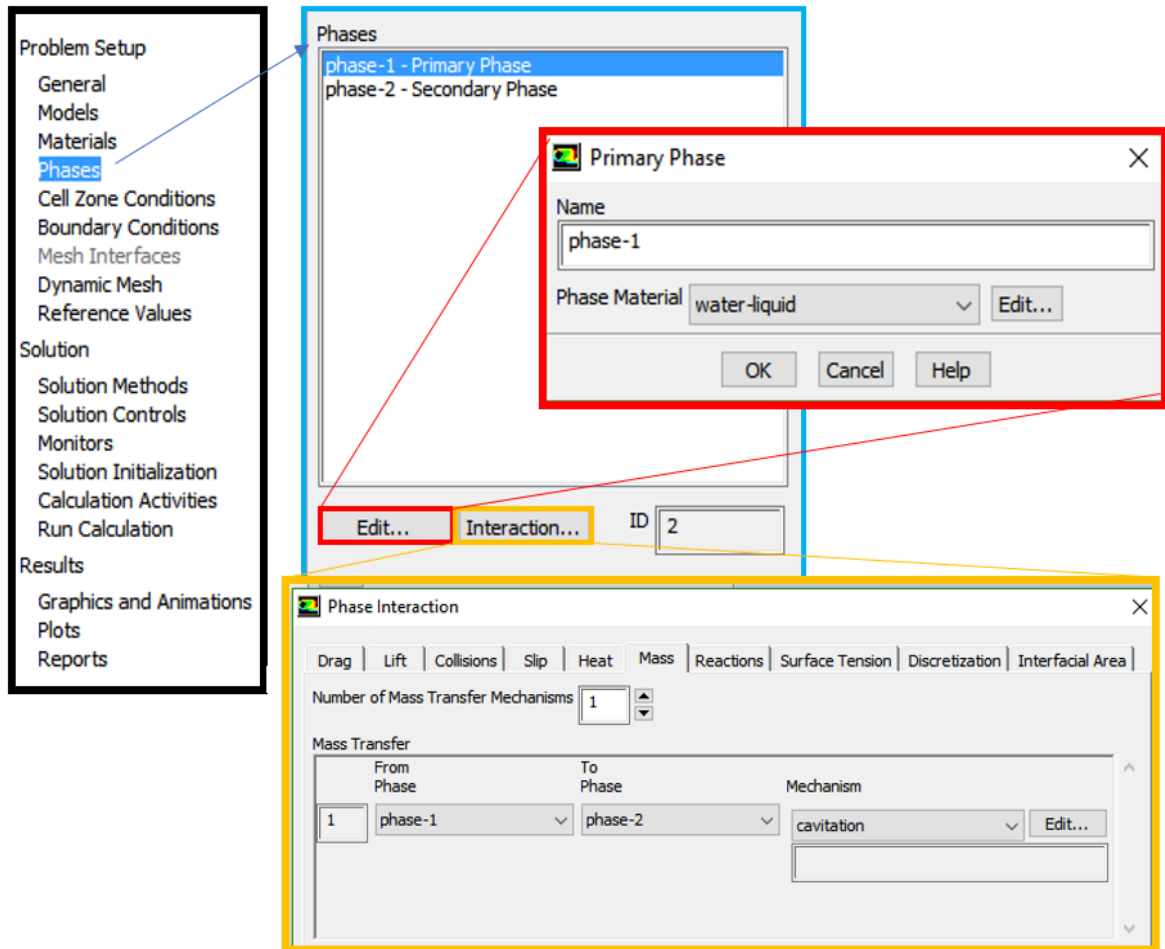 Problem Setup
General
Models
Materials
Phases
Cell Zone Conditions
Boundary Conditions
Mesh Interfaces
Dynamic Mesh
Reference Values
Solution
Solution Methods
Solution Controls
Monitors
Solution Initialization
Calculation Activities
Run Calculation
Results
Graphics and Animations
Plots
Reports
Phases
phase-1 - Primary Phase
phase-2 - Secondary Phase
Primary Phase
Name
phase-1
Phase Material water-liquid Edit...
OK Cancel Help
Edit... Interaction... ID 2
Phase Interaction
Drag Lift Collisions Slip Heat Mass Reactions Surface Tension Discretization Interfacial Area
Number of Mass Transfer Mechanisms 1
Mass Transfer
From To
Phase Phase Mechanism
1 phase-1 phase-2 cavitation Edit...